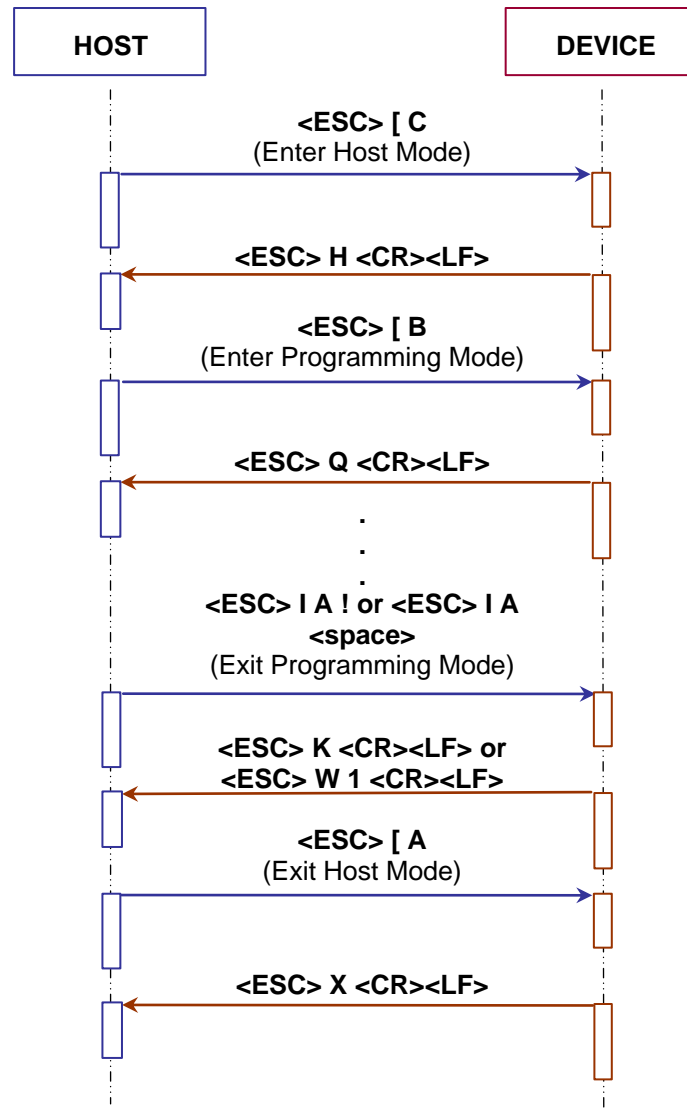 HOST
DEVICE
<ESC> [ C
(Enter Host Mode)
<ESC> H <CR><LF>
<ESC> [ B
(Enter Programming Mode)
<ESC> Q <CR><LF>
.
.
.
<ESC> I A ! or <ESC> I A
<space>
(Exit Programming Mode)
<ESC> K <CR><LF> or
<ESC> W 1 <CR><LF>
<ESC> [ A
(Exit Host Mode)
<ESC> X <CR><LF>